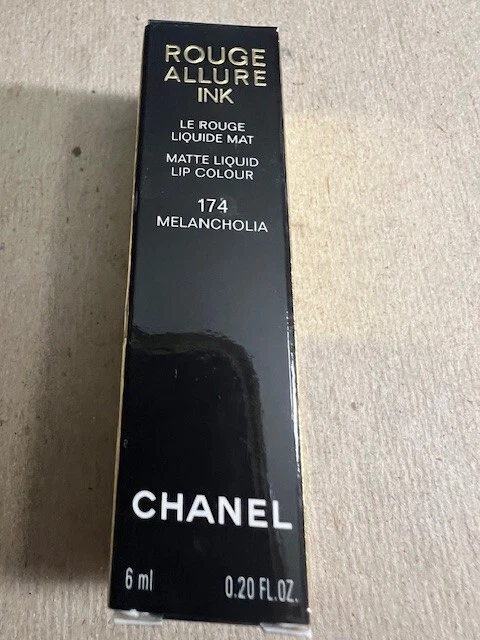 ROUGE
ALLURE
INK
LE ROUGE
LIQUIDE MAT
MATTE LIQUID
LIP COLOUR
174
MELANCHOLIA
CHANEL
6 ml 0.20 FL.OZ.